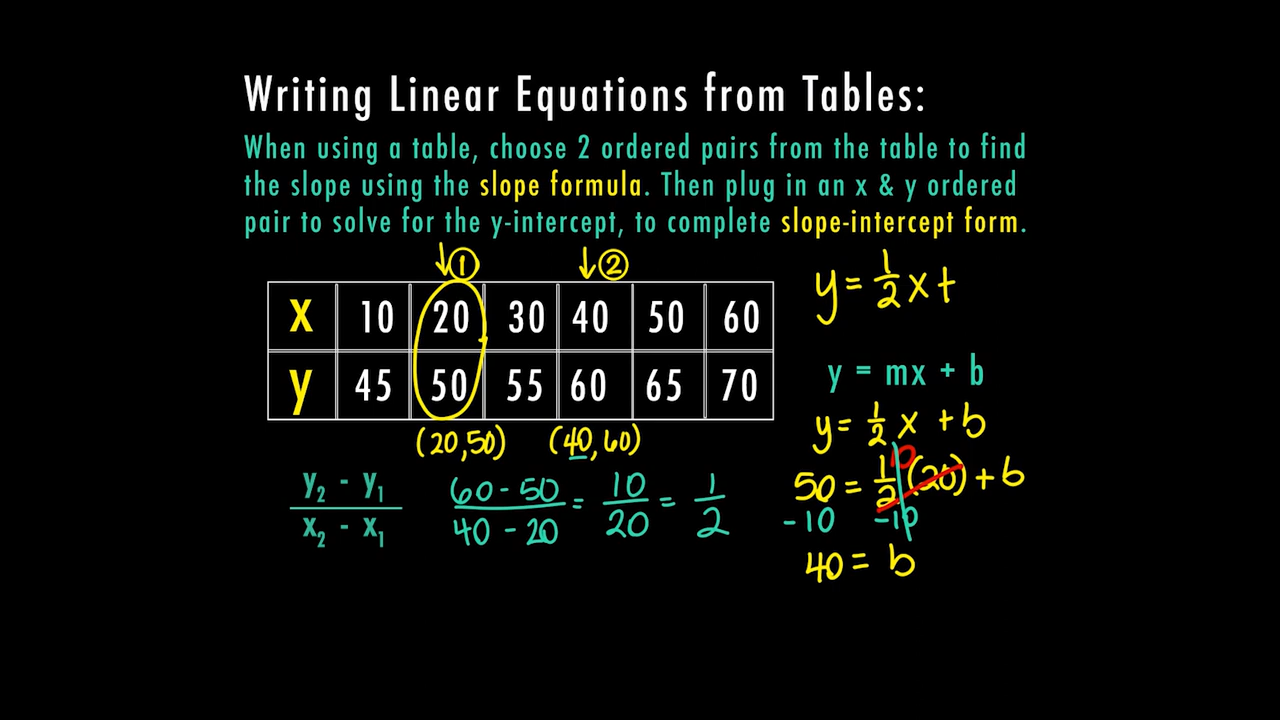 Writing Linear Equations from Tables:
When using a table, choose 2 ordered pairs from the table to find
the slope using the slope formula. Then plug in an x & y ordered
pair to solve for the y-intercept, to complete slope-intercept form.
↓① ↓②
x 10 20 30 40 50 60
y 45 50 55 60 65 70
(20,50) (40,60)
y₂ - y₁
x₂ - x₁
60 - 50 / 40 - 20 = 10/20 = 1/2
y = 1/2 x +
y = mx + b
y = 1/2 x + b
10
50 = 1/2 (20) + b
-10 -10
40 = b